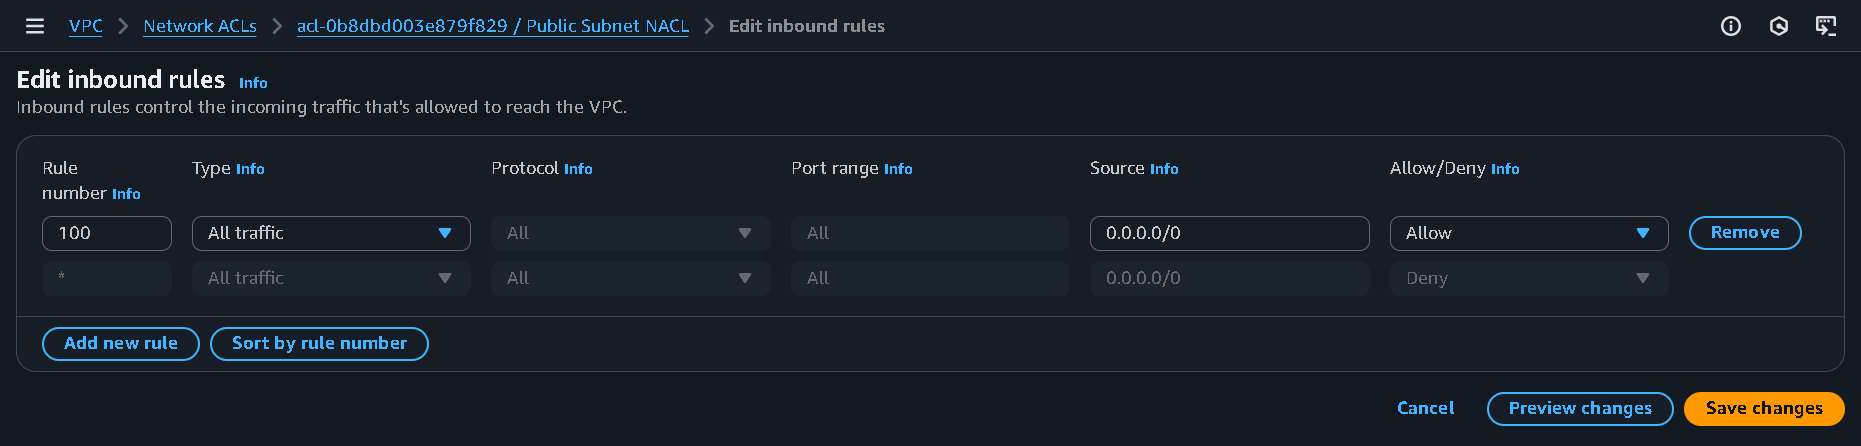 VPC > Network ACLs > acl-0b8dbd003e879f829 / Public Subnet NACL > Edit inbound rules
Edit inbound rules Info
Inbound rules control the incoming traffic that's allowed to reach the VPC.
Rule number Info Type Info Protocol Info Port range Info Source Info Allow/Deny Info
100 All traffic All All 0.0.0.0/0 Allow Remove
* All traffic All All 0.0.0.0/0 Deny
Add new rule Sort by rule number
Cancel Preview changes Save changes